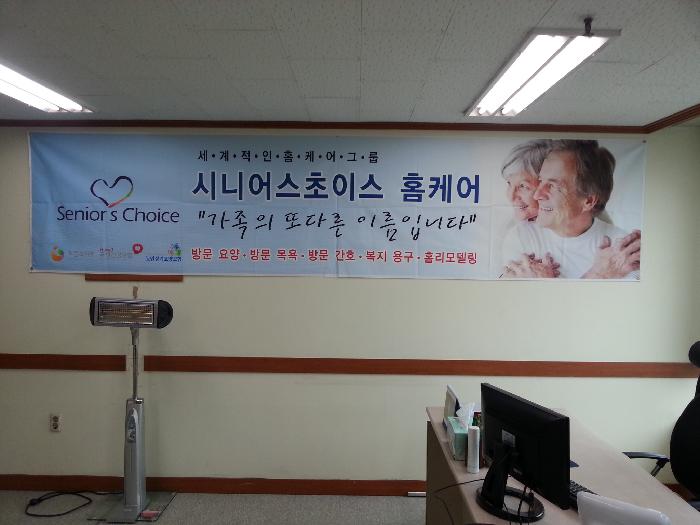 세·계·적·인·홈·케·어·그·룹
시니어스초이스 홈케어
Senior's Choice
"가족의 또다른 이름입니다"
방문 요양·방문 목욕·방문 간호·복지 용구·홈리모델링